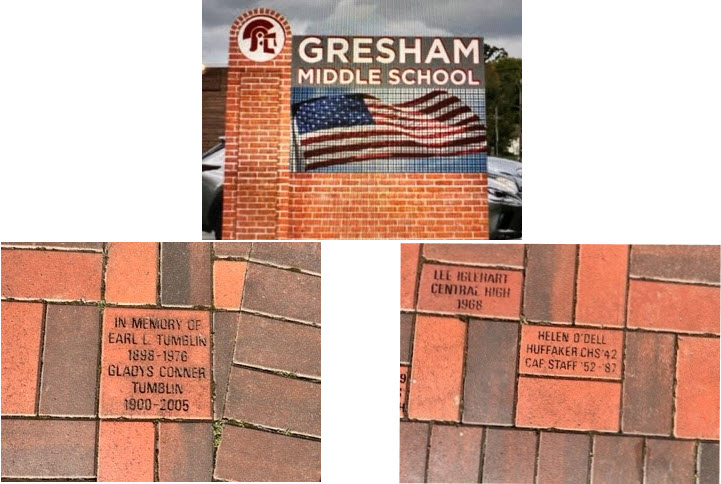 GRESHAM
MIDDLE SCHOOL
IN MEMORY OF
EARL L. TUMBLIN
1898-1976
GLADYS CONNER
TUMBLIN
1900-2005
LEE IGLEHART
CENTRAL HIGH
1968
HELEN O'DELL
HUFFAKER CHS '42
CAF STAFF '52-'87
9